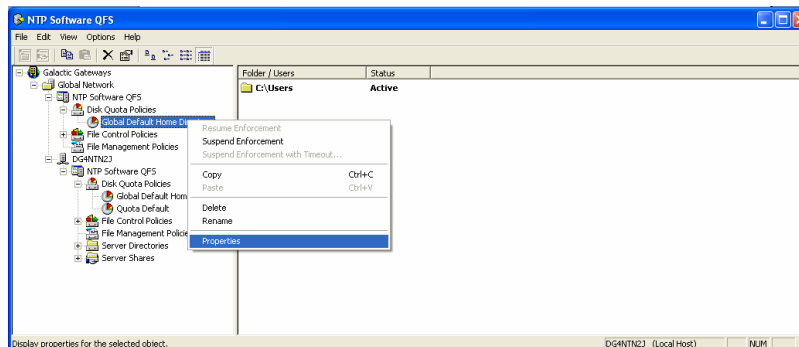 NTP Software QFS
File Edit View Options Help
Galactic Gateways
Global Network
NTP Software QFS
Disk Quota Policies
Global Default Home Di
File Control Policies
File Management Policies
DG4NTN2J
NTP Software QFS
Disk Quota Policies
Global Default Hom
Quota Default
File Control Policies
File Management Policie
Server Directories
Server Shares
Folder / Users Status
C:\Users Active
Resume Enforcement
Suspend Enforcement
Suspend Enforcement with Timeout...
Copy Ctrl+C
Paste Ctrl+V
Delete
Rename
Properties
Display properties for the selected object. DG4NTN2J (Local Host) NUM